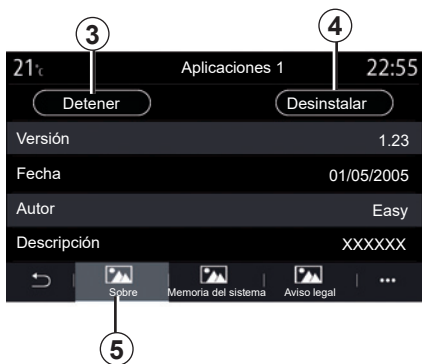 3 4
21°c Aplicaciones 1 22:55
Detener Desinstalar
Versión 1.23
Fecha 01/05/2005
Autor Easy
Descripción XXXXXX
Sobre Memoria del sistema Aviso legal
5